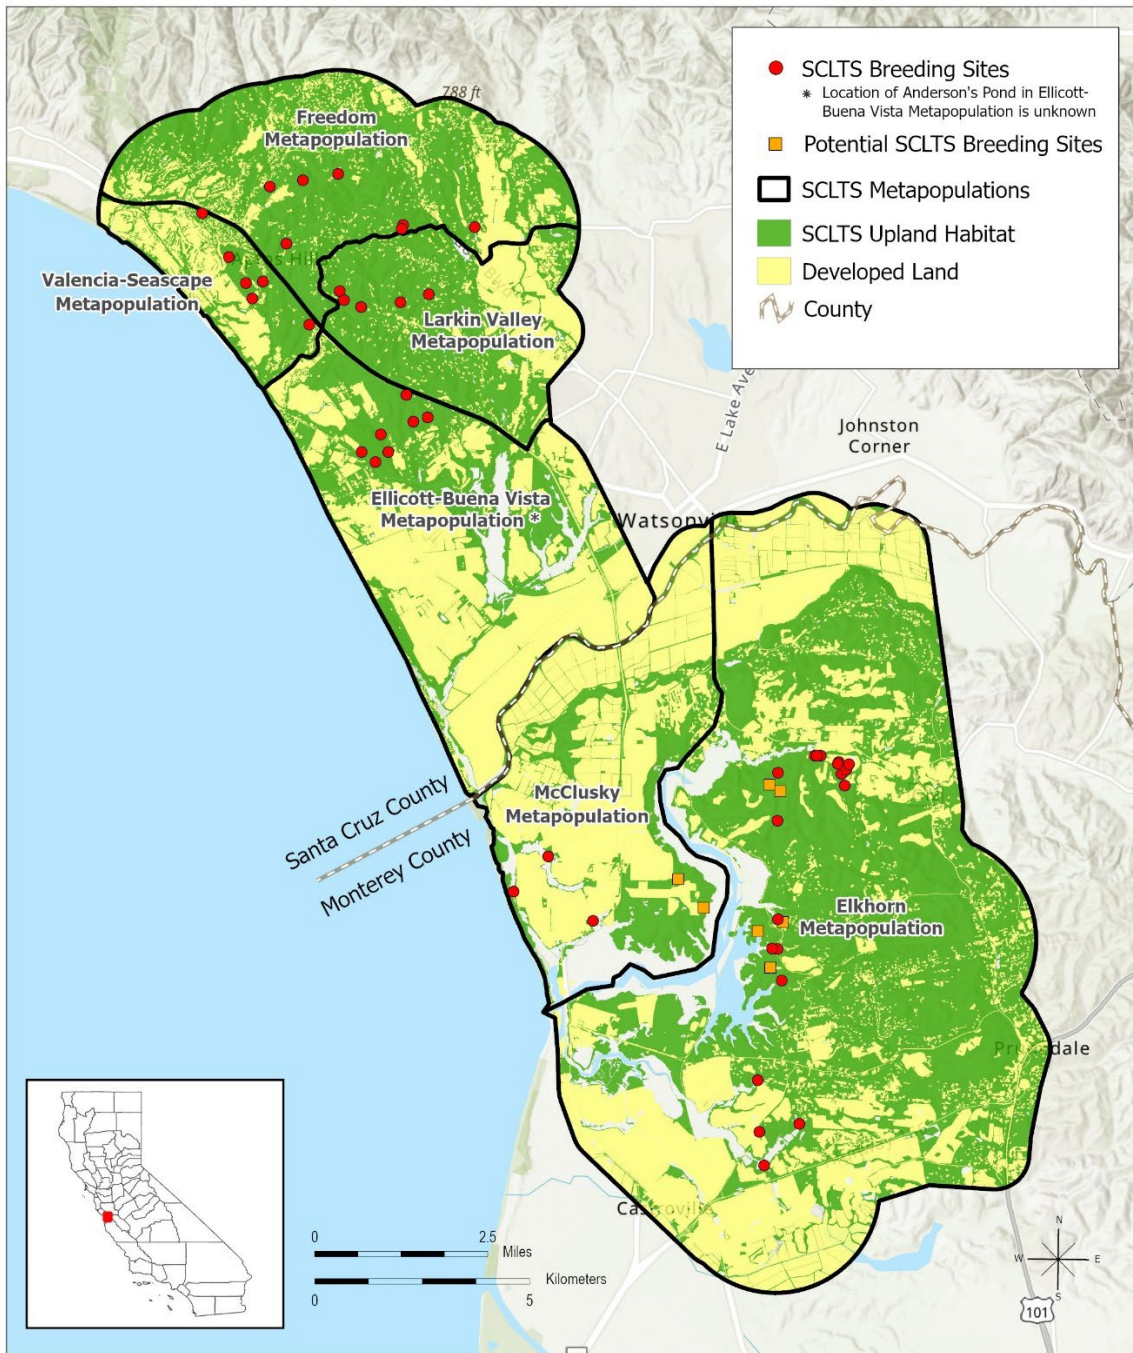 SCLTS Breeding Sites
* Location of Anderson's Pond in Ellicott-
Buena Vista Metapopulation is unknown
Potential SCLTS Breeding Sites
SCLTS Metapopulations
SCLTS Upland Habitat
Developed Land
County
788 ft
Freedom
Metapopulation
Valencia-Seascape
Metapopulation
Larkin Valley
Metapopulation
E Lake Ave
Johnston
Corner
Ellicott-Buena Vista
Metapopulation *
McClusky
Metapopulation
Santa Cruz County
Monterey County
Elkhorn
Metapopulation
0 2.5
Miles
Kilometers
0 5
N
W E
S
101